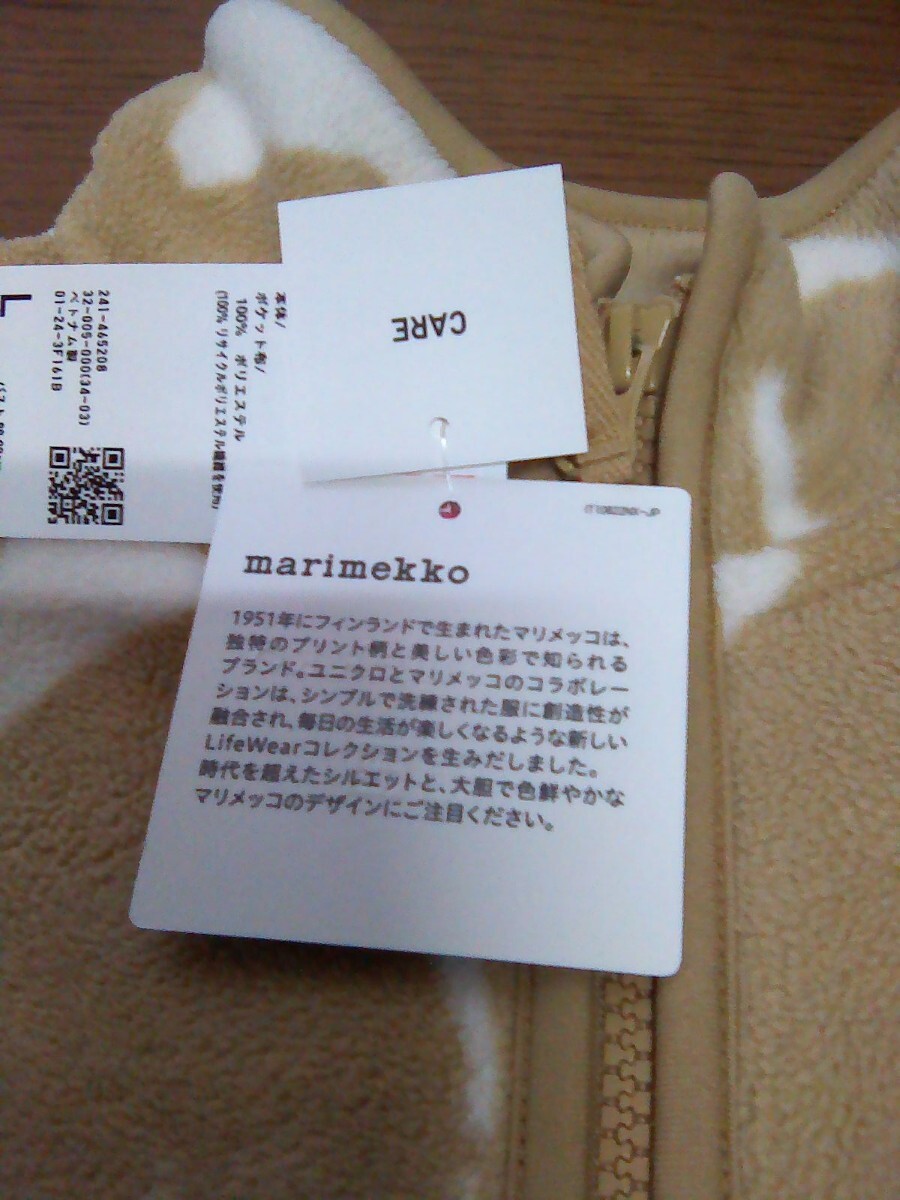 L
241-465208
32-005-000(34-03)
ベトナム製
01-24-3F161B
本体/
ポケット布/
100% ポリエステル
(100% リサイクルポリエステル繊維を使用)
CARE
marimekko
1951年にフィンランドで生まれたマリメッコは、
独特のプリント柄と美しい色彩で知られる
ブランド。ユニクロとマリメッコのコラボレー
ションは、シンプルで洗練された服に創造性が
融合され、毎日の生活が楽しくなるような新しい
LifeWearコレクションを生みだしました。
時代を超えたシルエットと、大胆で色鮮やかな
マリメッコのデザインにご注目ください。